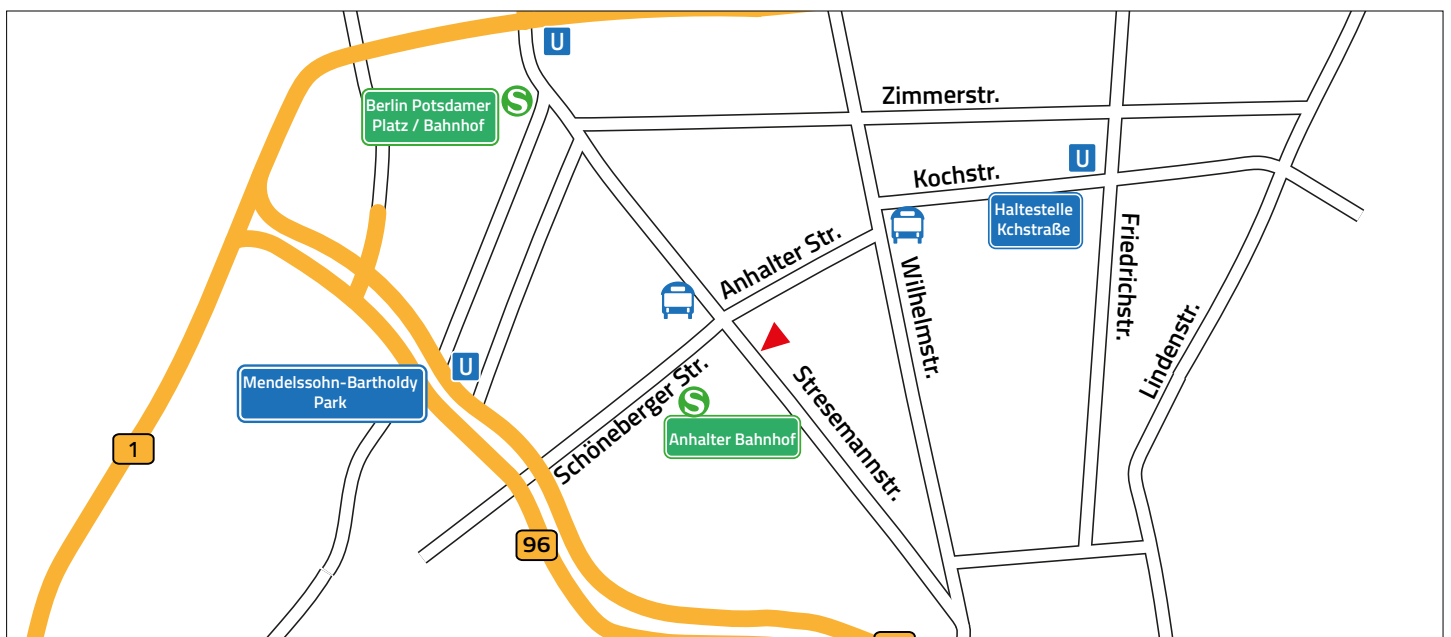 U
Zimmerstr.
Berlin Potsdamer
Platz / Bahnhof
S
U
Kochstr.
Haltestelle
Kchstraße
Friedrichstr.
Anhalter Str.
Wilhelmstr.
Lindenstr.
U
Mendelssohn-Bartholdy
Park
Schöneberger Str.
S
Anhalter Bahnhof
Stresemannstr.
1
96